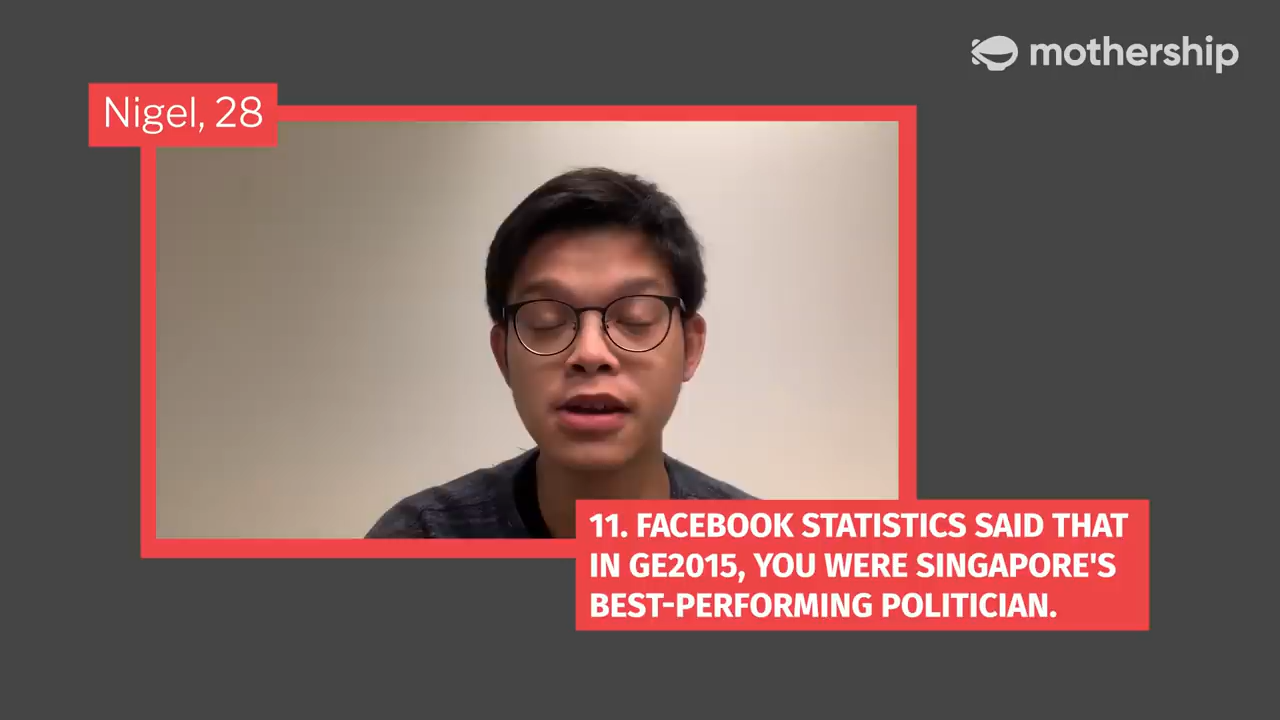 mothership
Nigel, 28
11. FACEBOOK STATISTICS SAID THAT
IN GE2015, YOU WERE SINGAPORE'S
BEST-PERFORMING POLITICIAN.